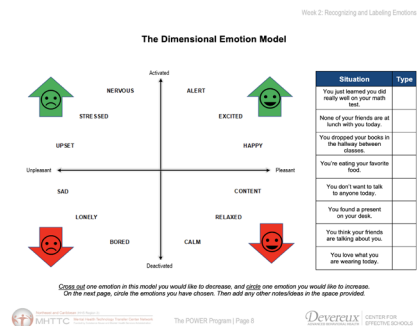 Week 2: Recognizing and Labeling Emotions
The Dimensional Emotion Model
Activated
NERVOUS
ALERT
STRESSED
EXCITED
UPSET
HAPPY
Unpleasant
Pleasant
SAD
CONTENT
LONELY
RELAXED
BORED
CALM
Deactivated
Situation Type
You just learned you did
really well on your math
test.
None of your friends are at
lunch with you today.
You dropped your books in
the hallway between
classes.
You're eating your favorite
food.
You don't want to talk
to anyone today.
You found a present
on your desk.
You think your friends
are talking about you.
You love what you
are wearing today.
Cross out one emotion in this model you would like to decrease, and circle one emotion you would like to increase.
On the next page, circle the emotions you have chosen. Then add any other notes/ideas in the space provided.
MHTTC
The POWER Program | Page 8
Devereux
CENTER FOR
EFFECTIVE SCHOOLS